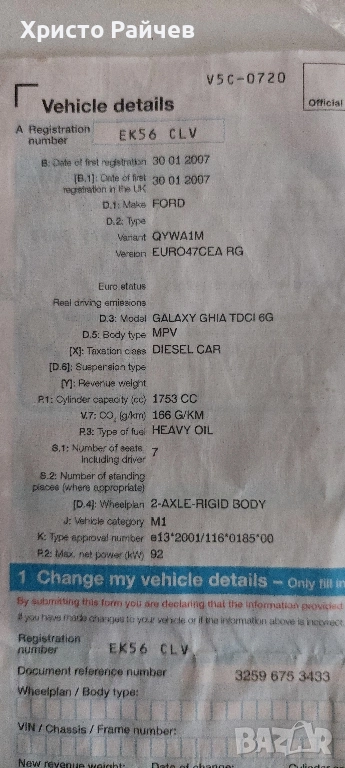 Христо Райчев
V5C-0720
Vehicle details
Official
A Registration number EK56 CLV
B: Date of first registration 30 01 2007
[B.1]: Date of first registration in the UK 30 01 2007
D.1: Make FORD
D.2: Type
Variant QYWA1M
Version EURO47CEA RG
Euro status
Real driving emissions
D.3: Model GALAXY GHIA TDCI 6G
D.5: Body type MPV
[X]: Taxation class DIESEL CAR
[D.6]: Suspension type
[Y]: Revenue weight
P.1: Cylinder capacity (cc) 1753 CC
V.7: CO2 (g/km) 166 G/KM
P.3: Type of fuel HEAVY OIL
S.1: Number of seats, including driver 7
S.2: Number of standing places (where appropriate)
[D.4]: Wheelplan 2-AXLE-RIGID BODY
J: Vehicle category M1
K: Type approval number e13*2001/116*0185*00
P.2: Max. net power (kW) 92
1 Change my vehicle details – Only fill in
By submitting this form you are declaring that the information provided
If you have made changes to your vehicle or if the information above is incorrect,
Registration number EK56 CLV
Document reference number 3259 675 3433
Wheelplan / Body type:
VIN / Chassis / Frame number:
New revenue weight: Date of change: Cylinder
БАZАР